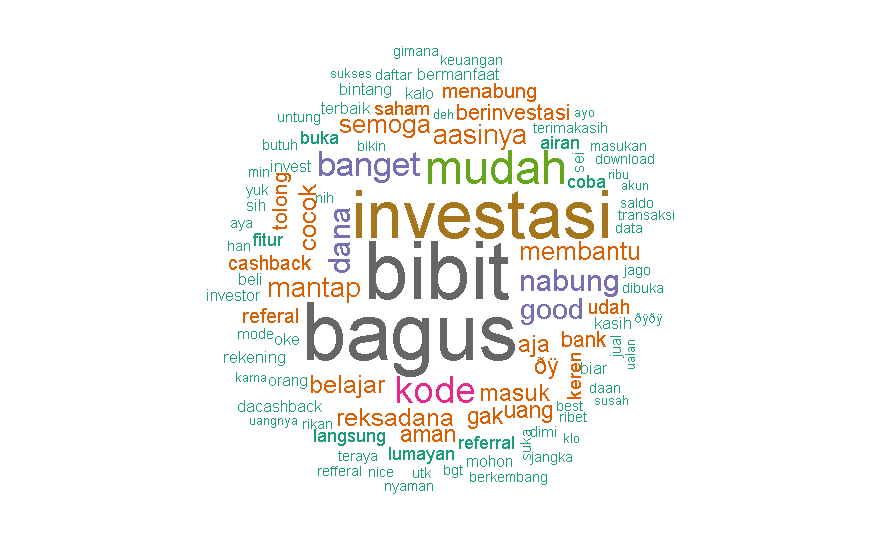 gimana
keuangan
sukses daftar bermanfaat
bintang kalo menabung
untung terbaik saham deh berinvestasi ayo
semoga aasinya terimakasih
butuh buka bikin airan masukan
min invest banget mudah sei download
yuk nih coba ribu
sih tolong cocok akun
aya dana investasi saldo
transaksi
han fitur data
cashback bibit membantu jago
beli mantap nabung dibuka
investor
referal bagus good udah kasih ðÿðÿ
mode oke aja bank jual
rekening ðÿ keren biar ualan
karna orang belajar kode masuk daan
dacashback best susah
uangnya rikan reksadana gak uang ribet
langsung aman referral suka dimi klo
teraya lumayan mohon jangka
refferal nice utk bgt berkembang
nyaman